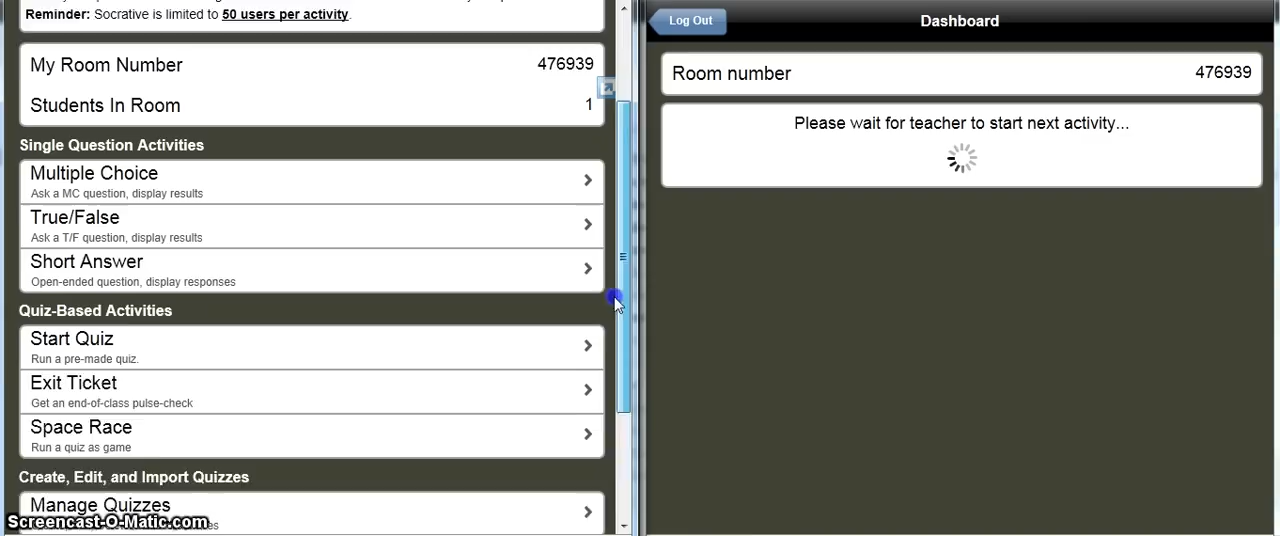 Reminder: Socrative is limited to 50 users per activity.
My Room Number 476939
Students In Room 1
Single Question Activities
Multiple Choice
Ask a MC question, display results
True/False
Ask a T/F question, display results
Short Answer
Open-ended question, display responses
Quiz-Based Activities
Start Quiz
Run a pre-made quiz.
Exit Ticket
Get an end-of-class pulse-check
Space Race
Run a quiz as game
Create, Edit, and Import Quizzes
Manage Quizzes
Screencast-O-Matic.com
Log Out
Dashboard
Room number 476939
Please wait for teacher to start next activity...